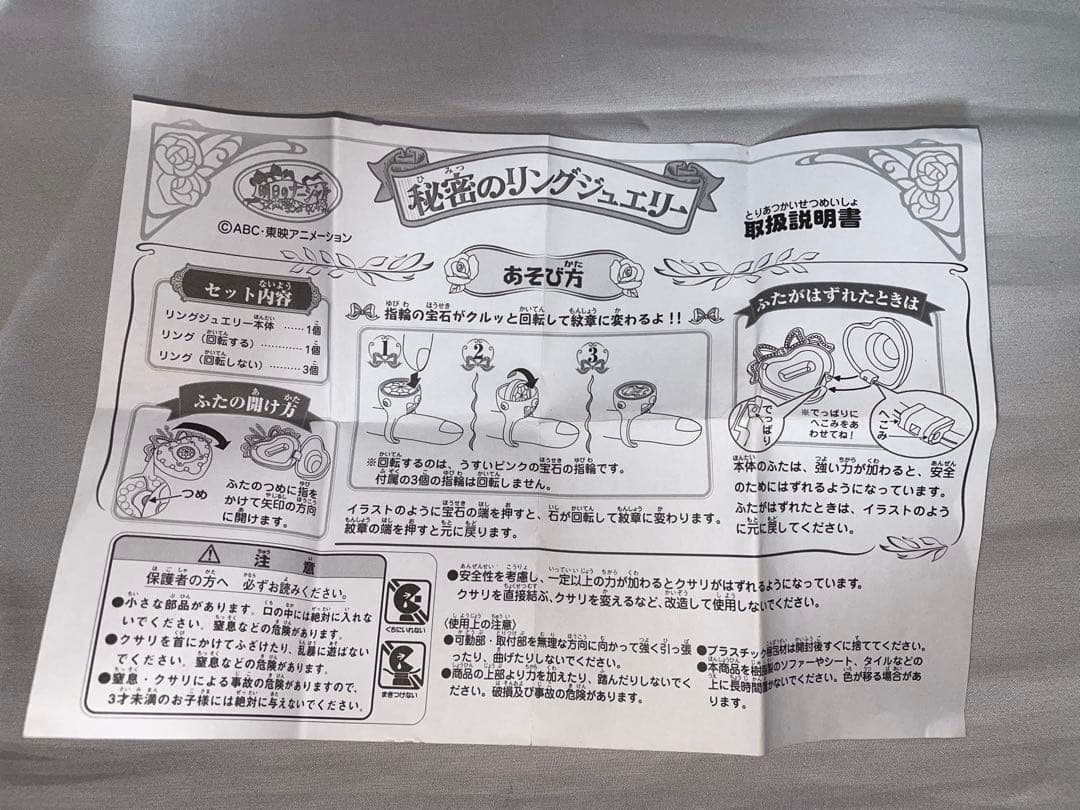 明日のナージャ
©ABC・東映アニメーション
秘密のリングジュエリー
ひみつ
とりあつかいせつめいしょ
取扱説明書
セット内容
ないよう
リングジュエリー本体 ……1個
リング（回転する） …………1個
リング（回転しない）………3個
ふたの開け方
つめ
ふたのつめに指を
かけて矢印の方向
に開けます。
あそび方
指輪の宝石がクルッと回転して紋章に変わるよ！！
1
2
3
※回転するのは、うすいピンクの宝石の指輪です。
付属の3個の指輪は回転しません。
イラストのように宝石の端を押すと、石が回転して紋章に変わります。
紋章の端を押すと元に戻ります。
ふたがはずれたときは
でっぱり
※でっぱりに
へこみをあ
わせてね！
へこみ
本体のふたは、強い力が加わると、安全
のためにはずれるようになっています。
ふたがはずれたときは、イラストのよう
に元に戻してください。
注意
保護者の方へ 必ずお読みください。
●小さな部品があります。口の中には絶対に入れな
いでください。窒息などの危険があります。
●クサリを首にかけてふざけたり、乱暴に遊ばない
でください。窒息などの危険があります。
●窒息・クサリによる事故の危険がありますので、
3才未満のお子様には絶対に与えないでください。
くちにいれない
まきつけない
●安全性を考慮し、一定以上の力が加わるとクサリがはずれるようになっています。
クサリを直接結ぶ、クサリを変えるなど、改造して使用しないでください。
〈使用上の注意〉
●可動部・取付部を無理な方向に向かって強く引っ張
ったり、曲げたりしないでください。
●商品の上部より力を加えたり、踏んだりしないでく
ださい。破損及び事故の危険があります。
●プラスチック梱包材は開封後すぐに捨ててください。
●本商品を樹脂製のソファーやシート、タイルなどの
上に長時間置かないでください。色が移る場合があ
ります。